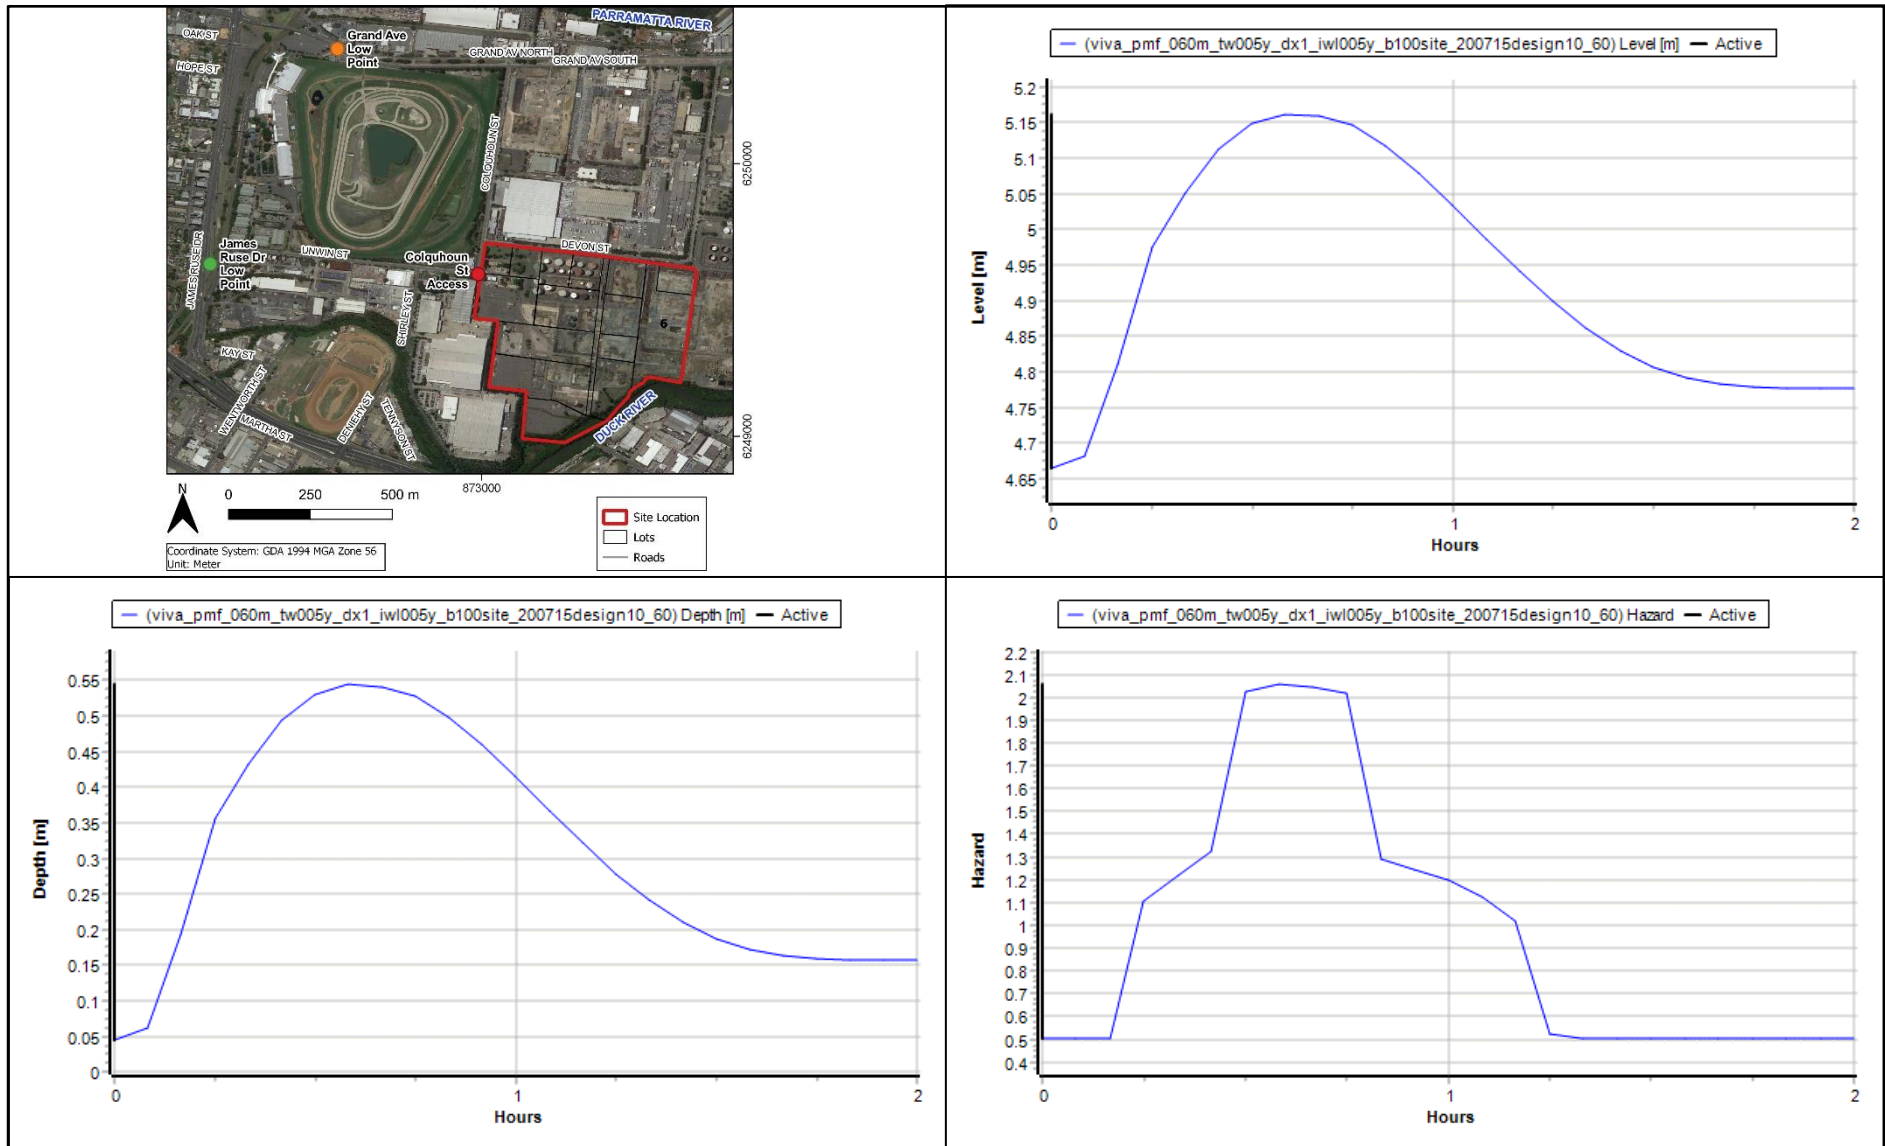 PARRAMATTA RIVER
OAK ST
Grand Ave
Low
Point
GRAND AV NORTH
GRAND AV SOUTH
HOPE ST
COLQUHOUN ST
6250000
JAMES RUSE DR
James
Ruse Dr
Low
Point
UNWIN ST
Colquhoun
St
Access
DEVON ST
SHIRLEY ST
6
KAY ST
WENTWORTH ST
MARTHA ST
DENIEHY ST
TENNYSON ST
DUCK RIVER
6249000
873000
N
0 250 500 m
Site Location
Lots
Roads
Coordinate System: GDA 1994 MGA Zone 56
Unit: Meter
(viva_pmf_060m_tw005y_dx1_iwl005y_b100site_200715design10_60) Level [m] Active
5.2
5.15
5.1
5.05
5
4.95
4.9
4.85
4.8
4.75
4.7
4.65
Level [m]
0 1 2
Hours
(viva_pmf_060m_tw005y_dx1_iwl005y_b100site_200715design10_60) Depth [m] Active
0.55
0.5
0.45
0.4
0.35
0.3
0.25
0.2
0.15
0.1
0.05
0
Depth [m]
0 1 2
Hours
(viva_pmf_060m_tw005y_dx1_iwl005y_b100site_200715design10_60) Hazard Active
2.2
2.1
2
1.9
1.8
1.7
1.6
1.5
1.4
1.3
1.2
1.1
1
0.9
0.8
0.7
0.6
0.5
0.4
Hazard
0 1 2
Hours